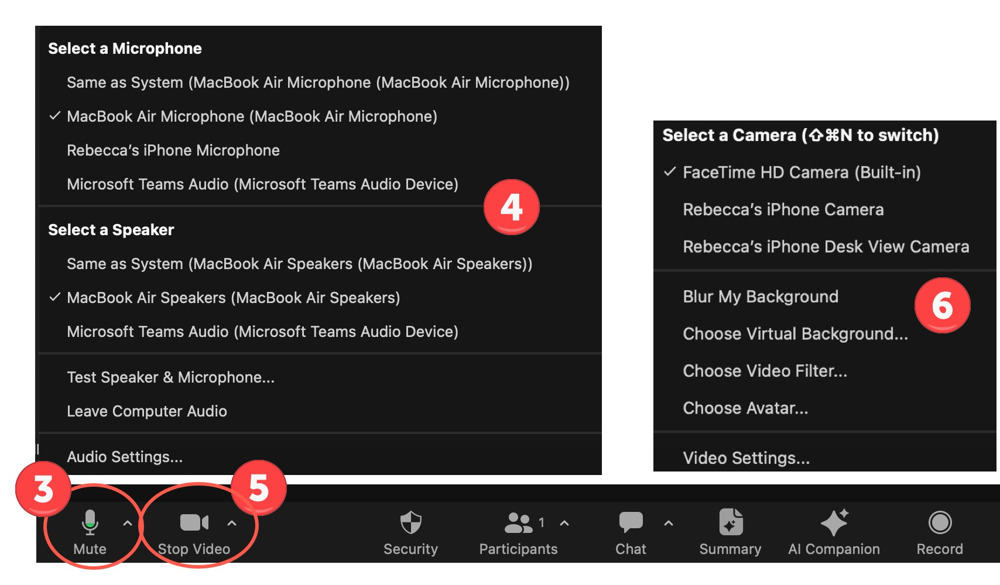 Select a Microphone
Same as System (MacBook Air Microphone (MacBook Air Microphone))
✓ MacBook Air Microphone (MacBook Air Microphone)
Rebecca’s iPhone Microphone
Microsoft Teams Audio (Microsoft Teams Audio Device)
4
Select a Speaker
Same as System (MacBook Air Speakers (MacBook Air Speakers))
✓ MacBook Air Speakers (MacBook Air Speakers)
Microsoft Teams Audio (Microsoft Teams Audio Device)
Test Speaker & Microphone...
Leave Computer Audio
Audio Settings...
Select a Camera (⇧⌘N to switch)
✓ FaceTime HD Camera (Built-in)
Rebecca’s iPhone Camera
Rebecca’s iPhone Desk View Camera
Blur My Background
6
Choose Virtual Background...
Choose Video Filter...
Choose Avatar...
Video Settings...
3
5
1
Mute
Stop Video
Security
Participants
Chat
Summary
AI Companion
Record